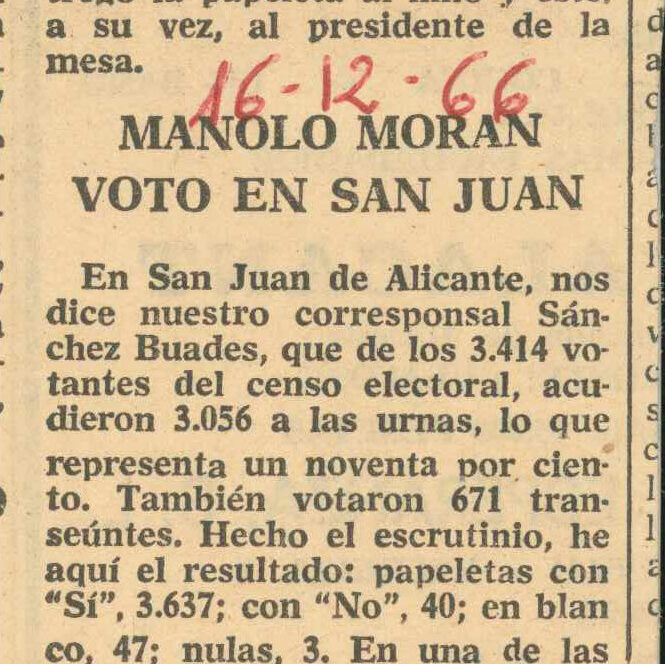 a su vez, al presidente de la
mesa.
16-12-66
MANOLO MORAN
VOTO EN SAN JUAN
En San Juan de Alicante, nos
dice nuestro corresponsal Sán-
chez Buades, que de los 3.414 vo-
tantes del censo electoral, acu-
dieron 3.056 a las urnas, lo que
representa un noventa por cien-
to. También votaron 671 tran-
seúntes. Hecho el escrutinio, he
aquí el resultado: papeletas con
“Sí”, 3.637; con “No”, 40; en blan
co, 47; nulas, 3. En una de las